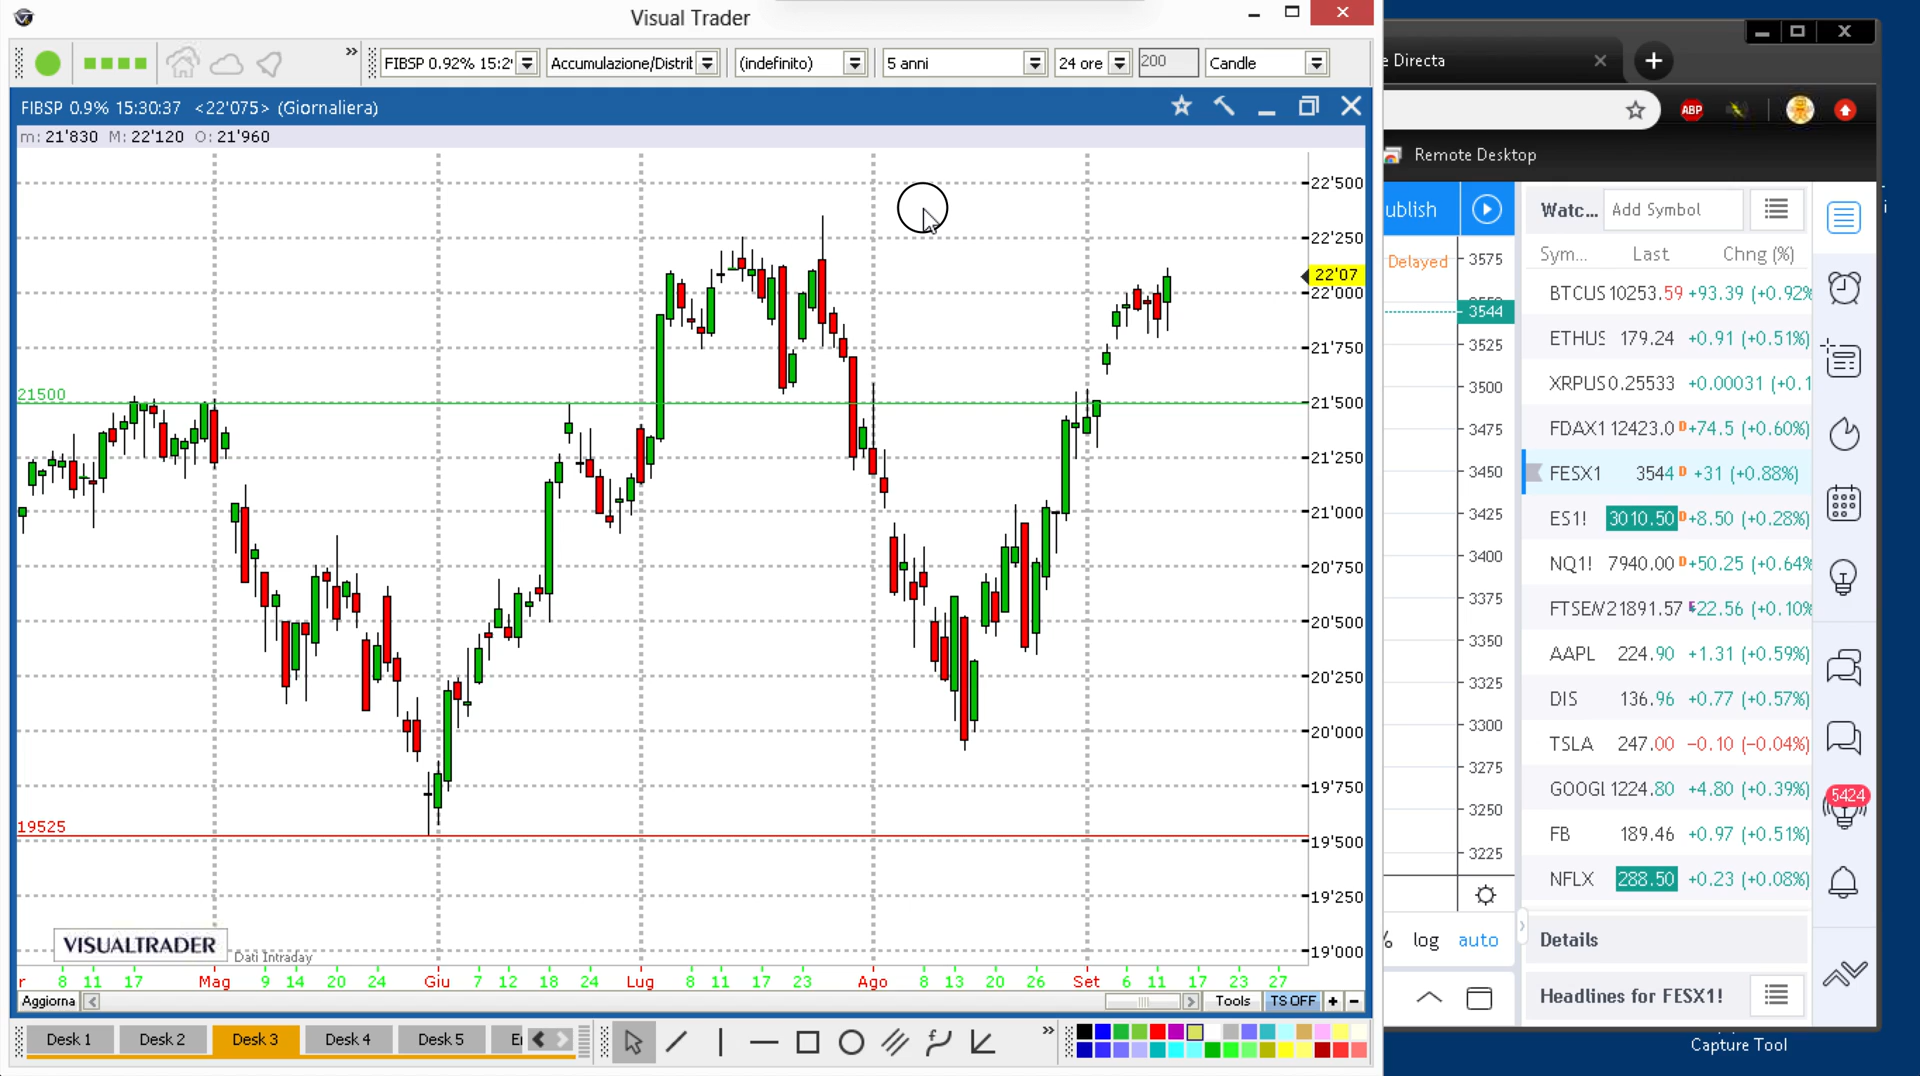 Visual Trader
FIBSP 0.92% 15:2 Accumulazione/Distrib (indefinito) 5 anni 24 ore 200 Candle
FIBSP 0.9% 15:30:37 <22'075> (Giornaliera)
m: 21'830 M: 22'120 O: 21'960
22'500
22'250
22'07
22'000
21'750
21'500
21'250
21'000
20'750
20'500
20'250
20'000
19'750
19'500
19'250
19'000
21500
19525
VISUALTRADER
Dati Intraday
r 8 11 17 Mag 9 14 20 24 Giu 7 12 18 24 Lug 8 11 17 23 Ago 8 13 20 26 Set 6 11 17 23 27
Aggiorna Tools TS OFF + -
Desk 1 Desk 2 Desk 3 Desk 4 Desk 5
e Directa
ABP
Remote Desktop
ublish
Delayed
3575
3544
3525
3500
3475
3450
3425
3400
3375
3350
3325
3300
3275
3250
3225
% log auto
Watc... Add Symbol
Sym... Last Chng (%)
BTCUS 10253.59 +93.39 (+0.92%
ETHUS 179.24 +0.91 (+0.51%)
XRPUS 0.25533 +0.00031 (+0.1
FDAX1 12423.0 D +74.5 (+0.60%)
FESX1 3544 D +31 (+0.88%)
ES1! 3010.50 D +8.50 (+0.28%)
NQ1! 7940.00 D +50.25 (+0.64%
FTSEM 21891.57 E +22.56 (+0.10%
AAPL 224.90 +1.31 (+0.59%)
DIS 136.96 +0.77 (+0.57%)
TSLA 247.00 −0.10 (−0.04%)
GOOGL 1224.80 +4.80 (+0.39%)
FB 189.46 +0.97 (+0.51%)
NFLX 288.50 +0.23 (+0.08%)
Details
Headlines for FESX1!
5424
Capture Tool